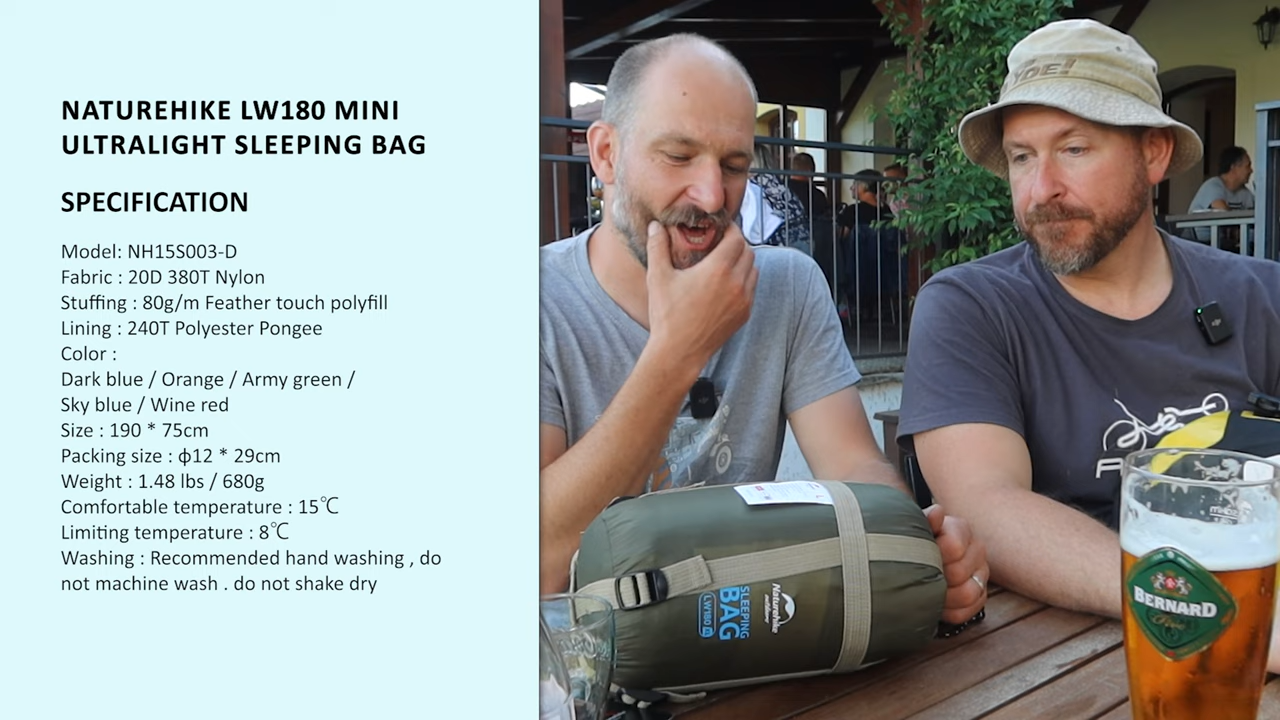 NATUREHIKE LW180 MINI
ULTRALIGHT SLEEPING BAG
SPECIFICATION
Model: NH15S003-D
Fabric : 20D 380T Nylon
Stuffing : 80g/m Feather touch polyfill
Lining : 240T Polyester Pongee
Color :
Dark blue / Orange / Army green /
Sky blue / Wine red
Size : 190 * 75cm
Packing size : φ12 * 29cm
Weight : 1.48 lbs / 680g
Comfortable temperature : 15℃
Limiting temperature : 8℃
Washing : Recommended hand washing , do
not machine wash . do not shake dry
SLEEPING
BAG
LW180
Naturehike
outdoors
BERNARD